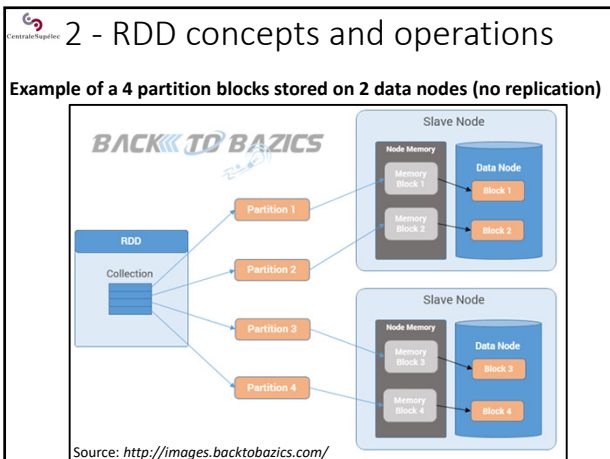 CentraleSupélec
2 - RDD concepts and operations
Example of a 4 partition blocks stored on 2 data nodes (no replication)
BACK TO BAZICS
RDD
Collection
Partition 1
Partition 2
Partition 3
Partition 4
Slave Node
Node Memory
Data Node
Memory
Block 1
Block 1
Memory
Block 2
Block 2
Slave Node
Node Memory
Data Node
Memory
Block 3
Block 3
Memory
Block 4
Block 4
Source: http://images.backtobazics.com/